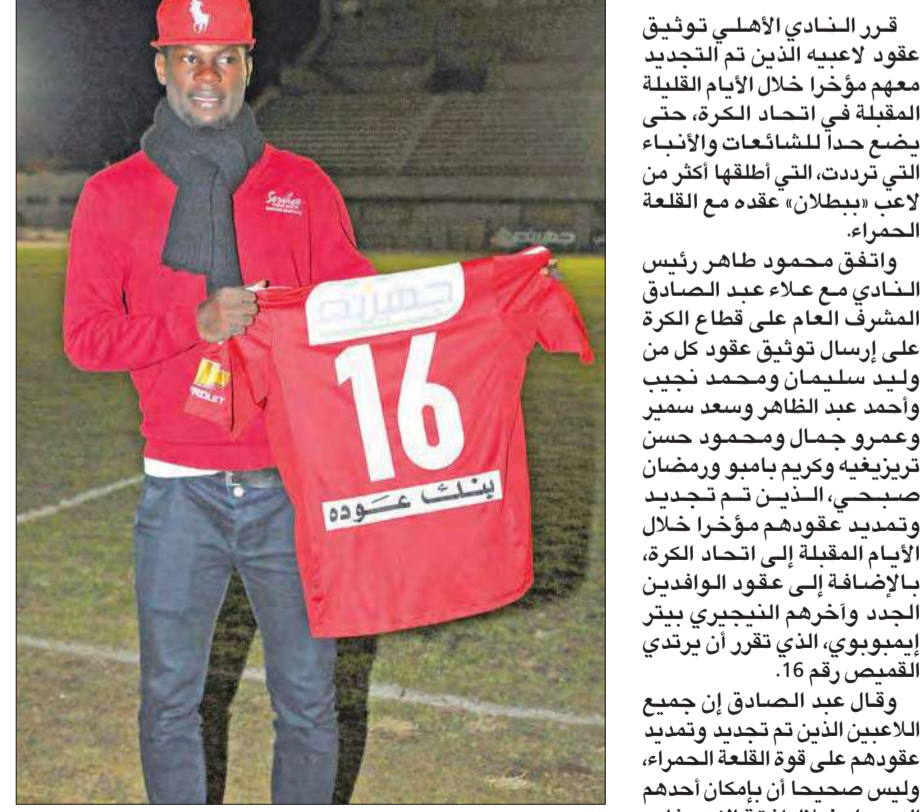 قرر النادي الأهلي توثيق
عقود لاعبيه الذين تم التجديد
معهم مؤخرا خلال الأيام القليلة
المقبلة في اتحاد الكرة، حتى
يضع حدا للشائعات والأنباء
التي ترددت، التي أطلقها أكثر من
لاعب «ببطلان» عقده مع القلعة
الحمراء.
واتفق محمود طاهر رئيس
النادي مع علاء عبد الصادق
المشرف العام على قطاع الكرة
على إرسال توثيق عقود كل من
وليد سليمان ومحمد نجيب
وأحمد عبد الظاهر وسعد سمير
وعمرو جمال ومحمود حسن
تريزيغيه وكريم بامبو ورمضان
صبحي، الذين تم تجديد
وتمديد عقودهم مؤخرا خلال
الأيام المقبلة إلى اتحاد الكرة،
بالإضافة إلى عقود الوافدين
الجدد وآخرهم النيجيري بيتر
إيمبوبوي، الذي تقرر أن يرتدي
القميص رقم 16.
وقال عبد الصادق إن جميع
اللاعبين الذين تم تجديد وتمديد
عقودهم على قوة القلعة الحمراء،
وليس صحيحا أن بإمكان أحدهم
Service
جهينه
16
بنك عوده